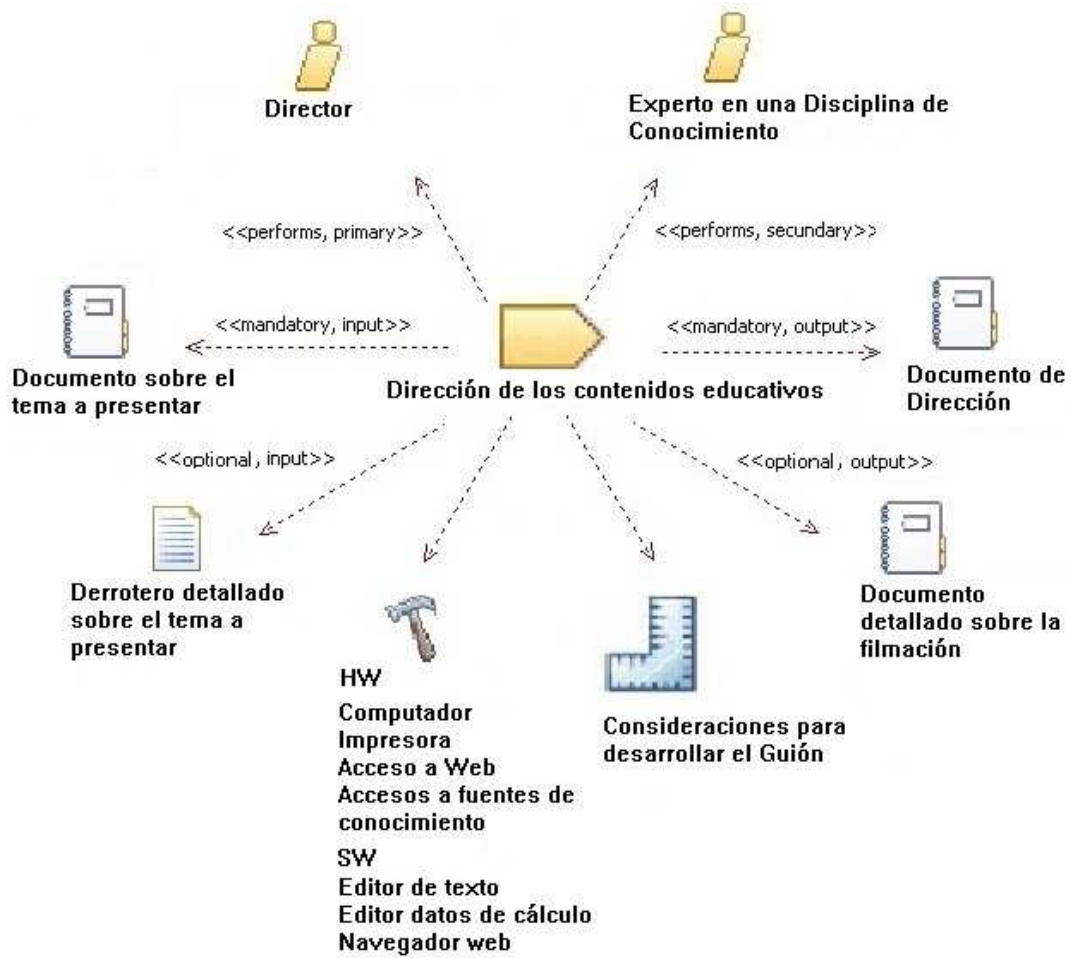 Director
Experto en una Disciplina de
Conocimiento
<<performs, primary>>
<<performs, secundary>>
<<mandatory, input>>
<<mandatory, output>>
Documento sobre el
tema a presentar
Dirección de los contenidos educativos
Documento de
Dirección
<<optional, input>>
<<optional, output>>
Derrotero detallado
sobre el tema a
presentar
Documento
detallado sobre la
filmación
HW
Computador
Impresora
Acceso a Web
Accesos a fuentes de
conocimiento
SW
Editor de texto
Editor datos de cálculo
Navegador web
Consideraciones para
desarrollar el Guión